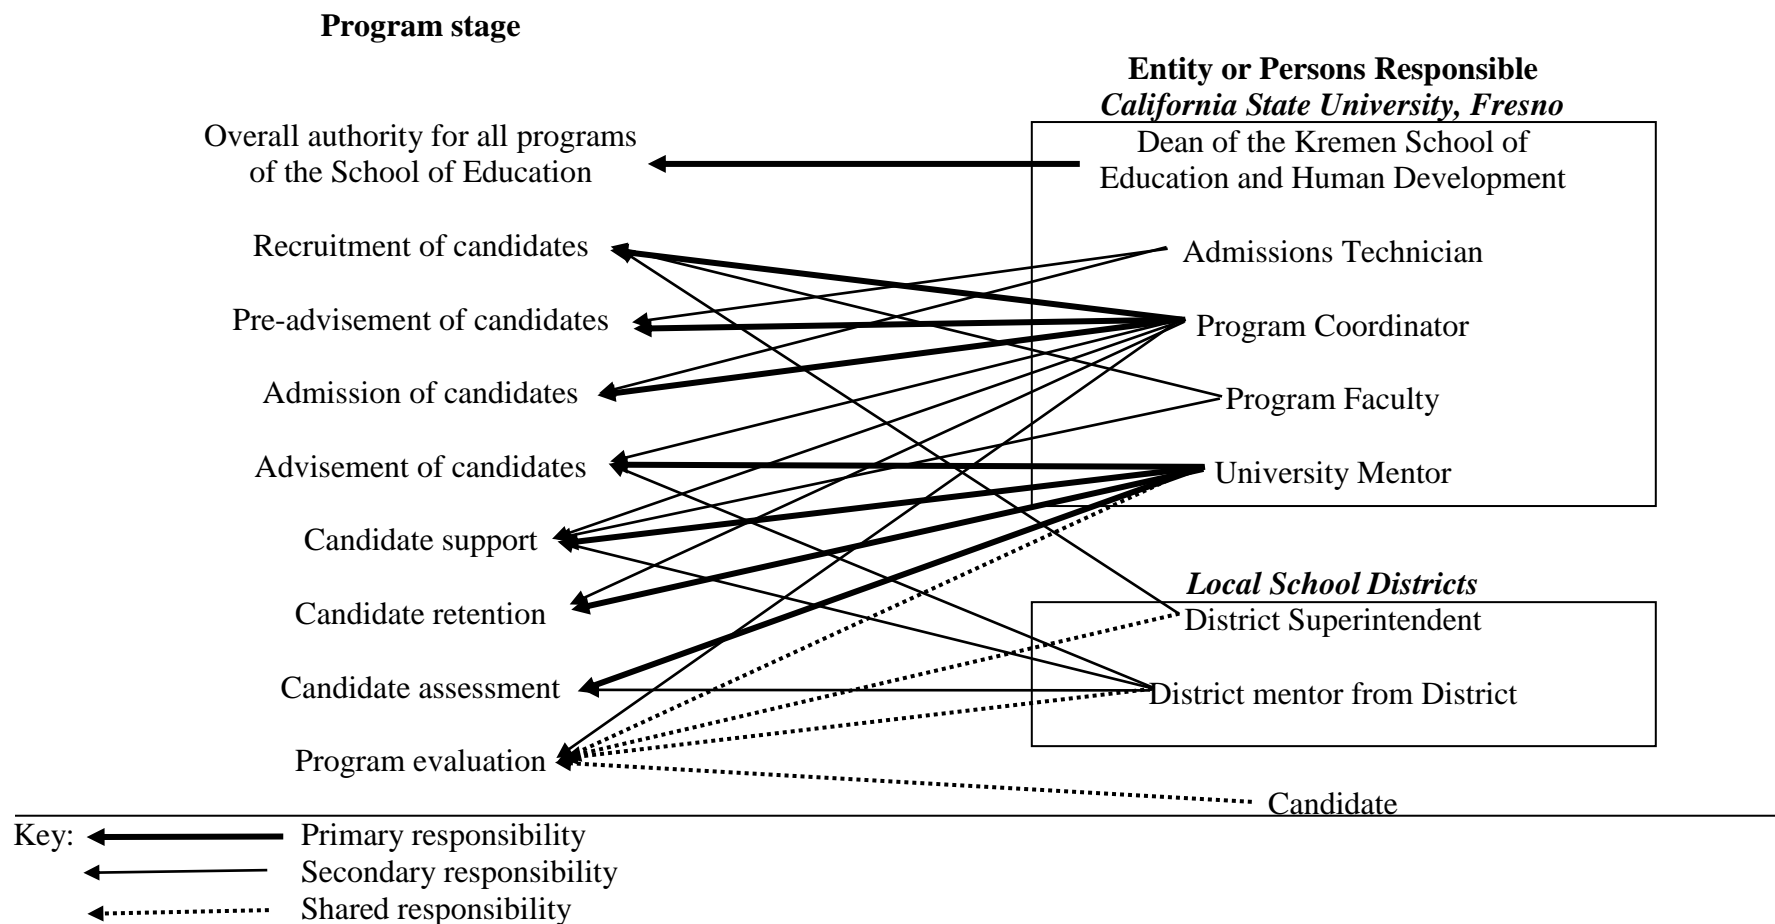 Program stage
Entity or Persons Responsible
California State University, Fresno
Overall authority for all programs
of the School of Education
Dean of the Kremen School of
Education and Human Development
Recruitment of candidates
Admissions Technician
Pre-advisement of candidates
Program Coordinator
Admission of candidates
Program Faculty
Advisement of candidates
University Mentor
Candidate support
Local School Districts
Candidate retention
District Superintendent
Candidate assessment
District mentor from District
Program evaluation
Candidate
Key:
Primary responsibility
Secondary responsibility
Shared responsibility